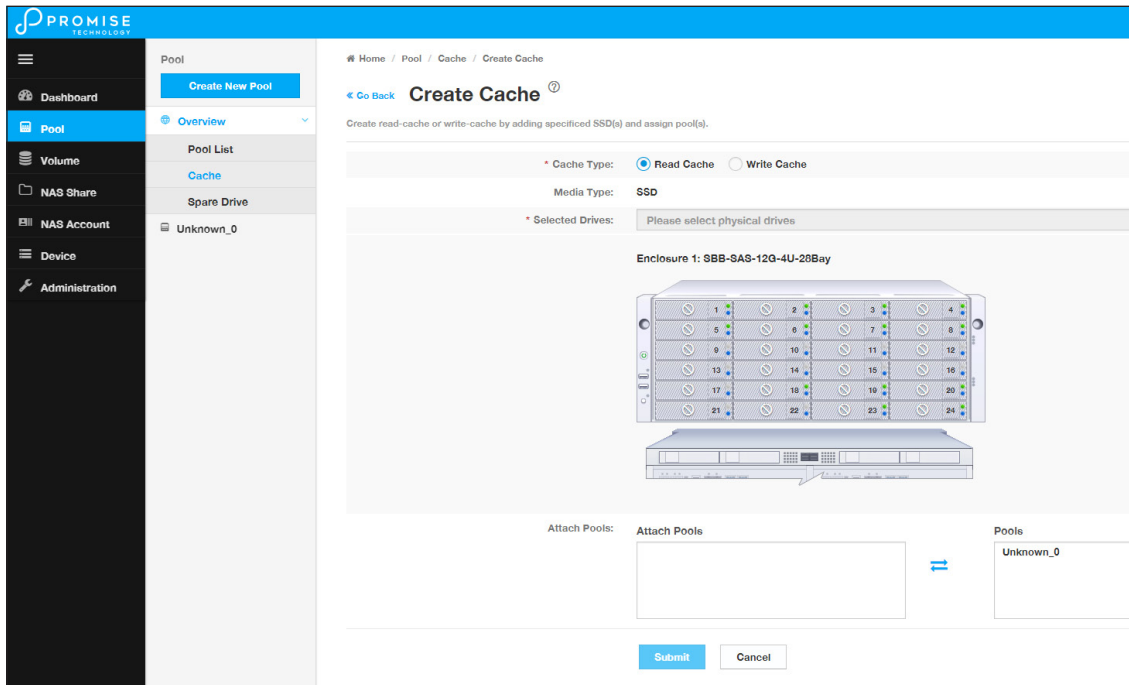 PROMISE
TECHNOLOGY
Dashboard
Pool
Volume
NAS Share
NAS Account
Device
Administration
Pool
Create New Pool
Overview
Pool List
Cache
Spare Drive
Unknown_0
Home / Pool / Cache / Create Cache
« Go Back Create Cache ?
Create read-cache or write-cache by adding specificed SSD(s) and assign pool(s).
* Cache Type: Read Cache Write Cache
Media Type: SSD
* Selected Drives: Please select physical drives
Enclosure 1: SBB-SAS-12G-4U-28Bay
1 2 3 4
5 6 7 8
9 10 11 12
13 14 15 16
17 18 19 20
21 22 23 24
Attach Pools: Attach Pools Pools
Unknown_0
Submit Cancel